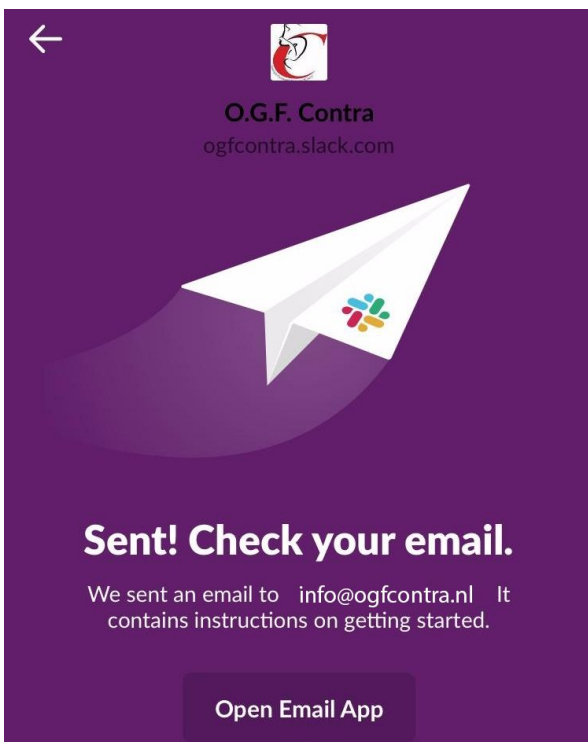 O.G.F. Contra
ogfcontra.slack.com
Sent! Check your email.
We sent an email to info@ogfcontra.nl It
contains instructions on getting started.
Open Email App